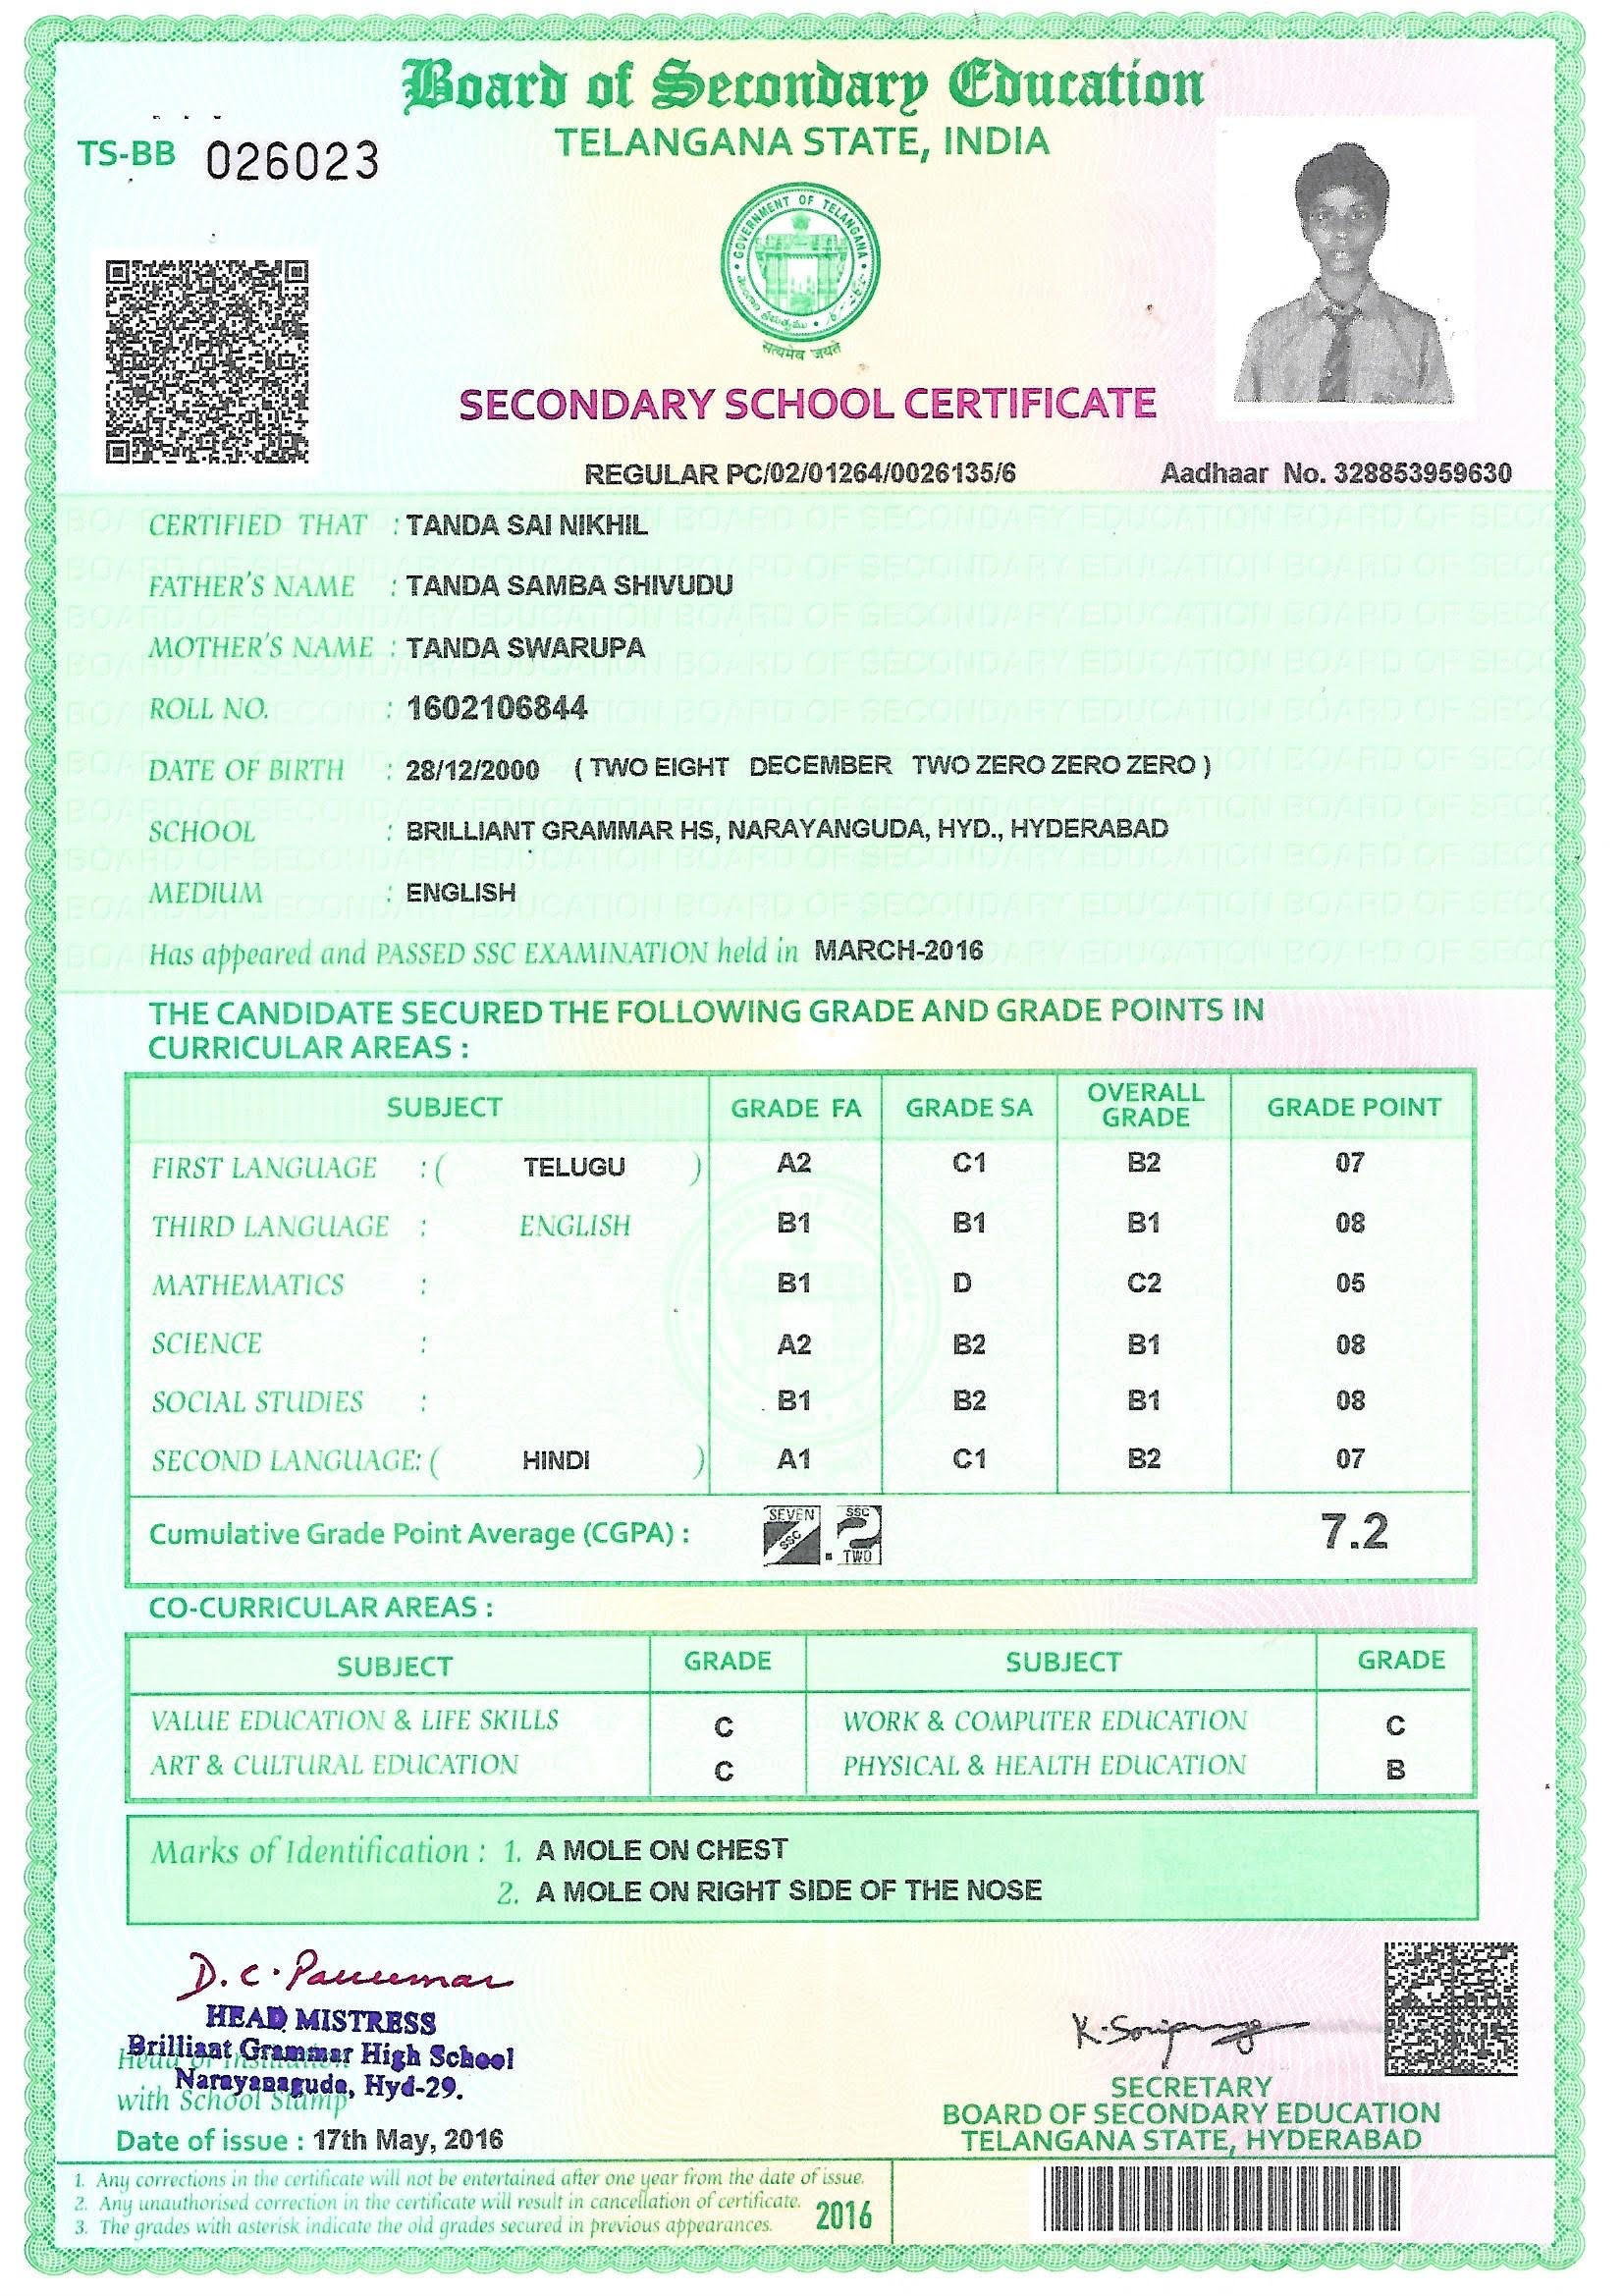 Board of Secondary Education
TELANGANA STATE, INDIA
TS-BB 026023
GOVERNMENT OF TELANGANA
सत्यमेव जयते
SECONDARY SCHOOL CERTIFICATE
REGULAR PC/02/01264/0026135/6 Aadhaar No. 328853959630
CERTIFIED THAT : TANDA SAI NIKHIL
FATHER'S NAME : TANDA SAMBA SHIVUDU
MOTHER'S NAME : TANDA SWARUPA
ROLL NO. : 1602106844
DATE OF BIRTH : 28/12/2000 ( TWO EIGHT DECEMBER TWO ZERO ZERO ZERO )
SCHOOL : BRILLIANT GRAMMAR HS, NARAYANGUDA, HYD., HYDERABAD
MEDIUM : ENGLISH
Has appeared and PASSED SSC EXAMINATION held in MARCH-2016
THE CANDIDATE SECURED THE FOLLOWING GRADE AND GRADE POINTS IN
CURRICULAR AREAS :
SUBJECT GRADE FA GRADE SA OVERALL GRADE GRADE POINT
FIRST LANGUAGE : ( TELUGU ) A2 C1 B2 07
THIRD LANGUAGE : ENGLISH B1 B1 B1 08
MATHEMATICS : B1 D C2 05
SCIENCE : A2 B2 B1 08
SOCIAL STUDIES : B1 B2 B1 08
SECOND LANGUAGE: ( HINDI ) A1 C1 B2 07
Cumulative Grade Point Average (CGPA) : SEVEN SSC . SSC 2 TWO 7.2
CO-CURRICULAR AREAS :
SUBJECT GRADE SUBJECT GRADE
VALUE EDUCATION & LIFE SKILLS C WORK & COMPUTER EDUCATION C
ART & CULTURAL EDUCATION C PHYSICAL & HEALTH EDUCATION B
Marks of Identification : 1. A MOLE ON CHEST
2. A MOLE ON RIGHT SIDE OF THE NOSE
D.C.
HEAD MISTRESS
Brilliant Grammar High School
Narayanaguda, Hyd-29.
Head of Institution
with School Stamp
Date of issue : 17th May, 2016
SECRETARY
BOARD OF SECONDARY EDUCATION
TELANGANA STATE, HYDERABAD
1. Any corrections in the certificate will not be entertained after one year from the date of issue.
2. Any unauthorised correction in the certificate will result in cancellation of certificate.
3. The grades with asterisk indicate the old grades secured in previous appearances.
2016